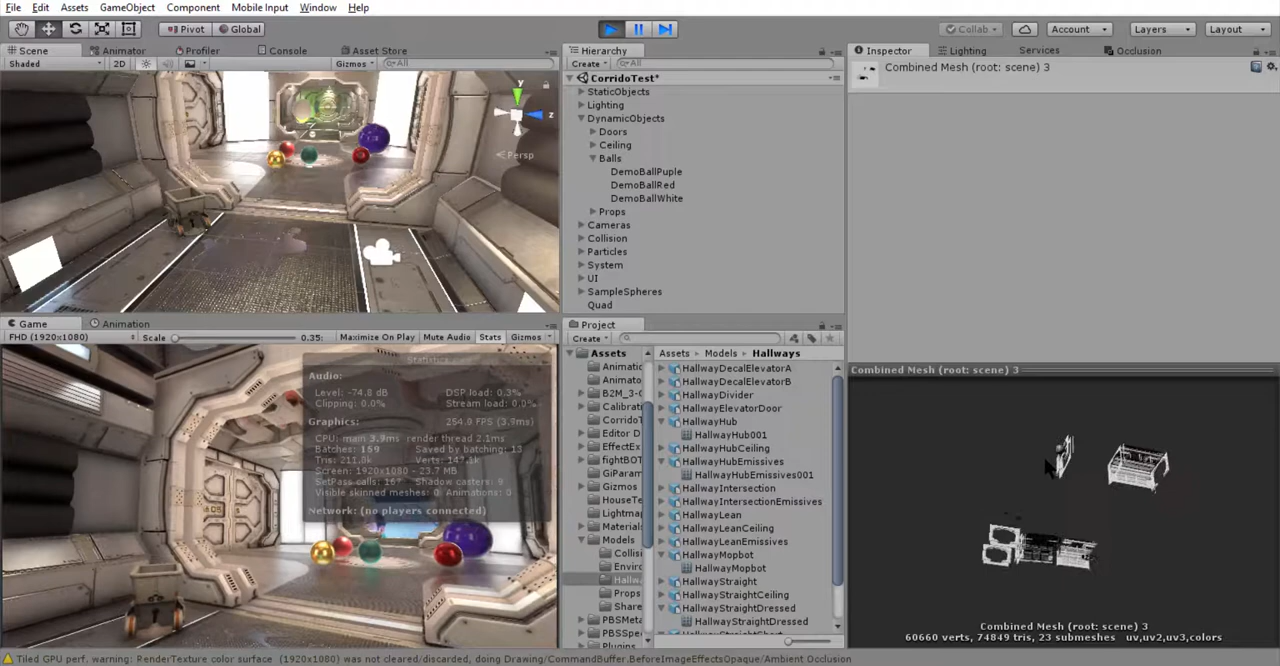 File Edit Assets GameObject Component Mobile Input Window Help
Pivot Global Collab Account Layers Layout
Scene Animator Profiler Console Asset Store
Shaded 2D Gizmos All
y
z
Persp
Hierarchy
Create All
CorridoTest*
StaticObjects
Lighting
DynamicObjects
Doors
Ceiling
Balls
DemoBallPuple
DemoBallRed
DemoBallWhite
Props
Cameras
Collision
Particles
System
UI
SampleSpheres
Quad
Inspector Lighting Services Occlusion
Combined Mesh (root: scene) 3
Game Animation
FHD (1920x1080) Scale 0.35: Maximize On Play Mute Audio Stats Gizmos
Statistics
Audio:
Level: -74.8 dB DSP load: 0.3%
Clipping: 0.0% Stream load: 0.0%
Graphics: 254.9 FPS (3.9ms)
CPU: main 3.9ms render thread 2.1ms
Batches: 169 Saved by batching: 13
Tris: 211.0k Verts: 142.1k
Screen: 1920x1080 - 23.7 MB
SetPass calls: 167 Shadow casters: 9
Visible skinned meshes: 0 Animations: 0
Network: (no players connected)
Project
Create
Assets
Animatio
Animato
B2M_3-
Calibrati
CorridoT
Editor D
EffectEx
fightBOT
GiParam
Gizmos
HouseTe
Lightmap
Materials
Models
Collisi
Enviro
Hallwa
Props
Share
PBSMeta
PBSSpec
Plugins
Assets Models Hallways
HallwayDecalElevatorA
HallwayDecalElevatorB
HallwayDivider
HallwayElevatorDoor
HallwayHub
HallwayHub001
HallwayHubCeiling
HallwayHubEmissives
HallwayHubEmissives001
HallwayIntersection
HallwayIntersectionEmissives
HallwayLean
HallwayLeanCeiling
HallwayLeanEmissives
HallwayMopbot
HallwayMopbot
HallwayStraight
HallwayStraightCeiling
HallwayStraightDressed
HallwayStraightDressed
Combined Mesh (root: scene) 3
Combined Mesh (root: scene) 3
60660 verts, 74849 tris, 23 submeshes uv,uv2,uv3,colors
Tiled GPU perf. warning: RenderTexture color surface (1920x1080) was not cleared/discarded, doing Drawing/CommandBuffer.BeforeImageEffectsOpaque/Ambient Occlusion